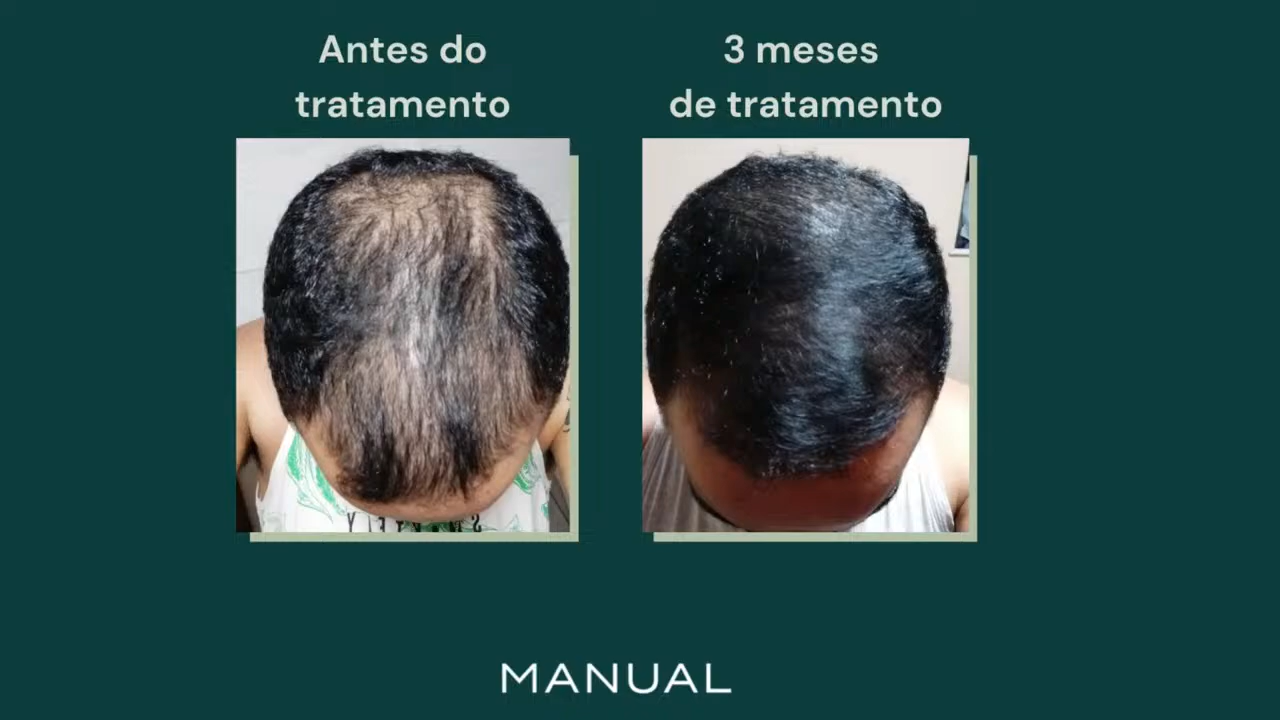 Antes do
tratamento
3 meses
de tratamento
MANUAL